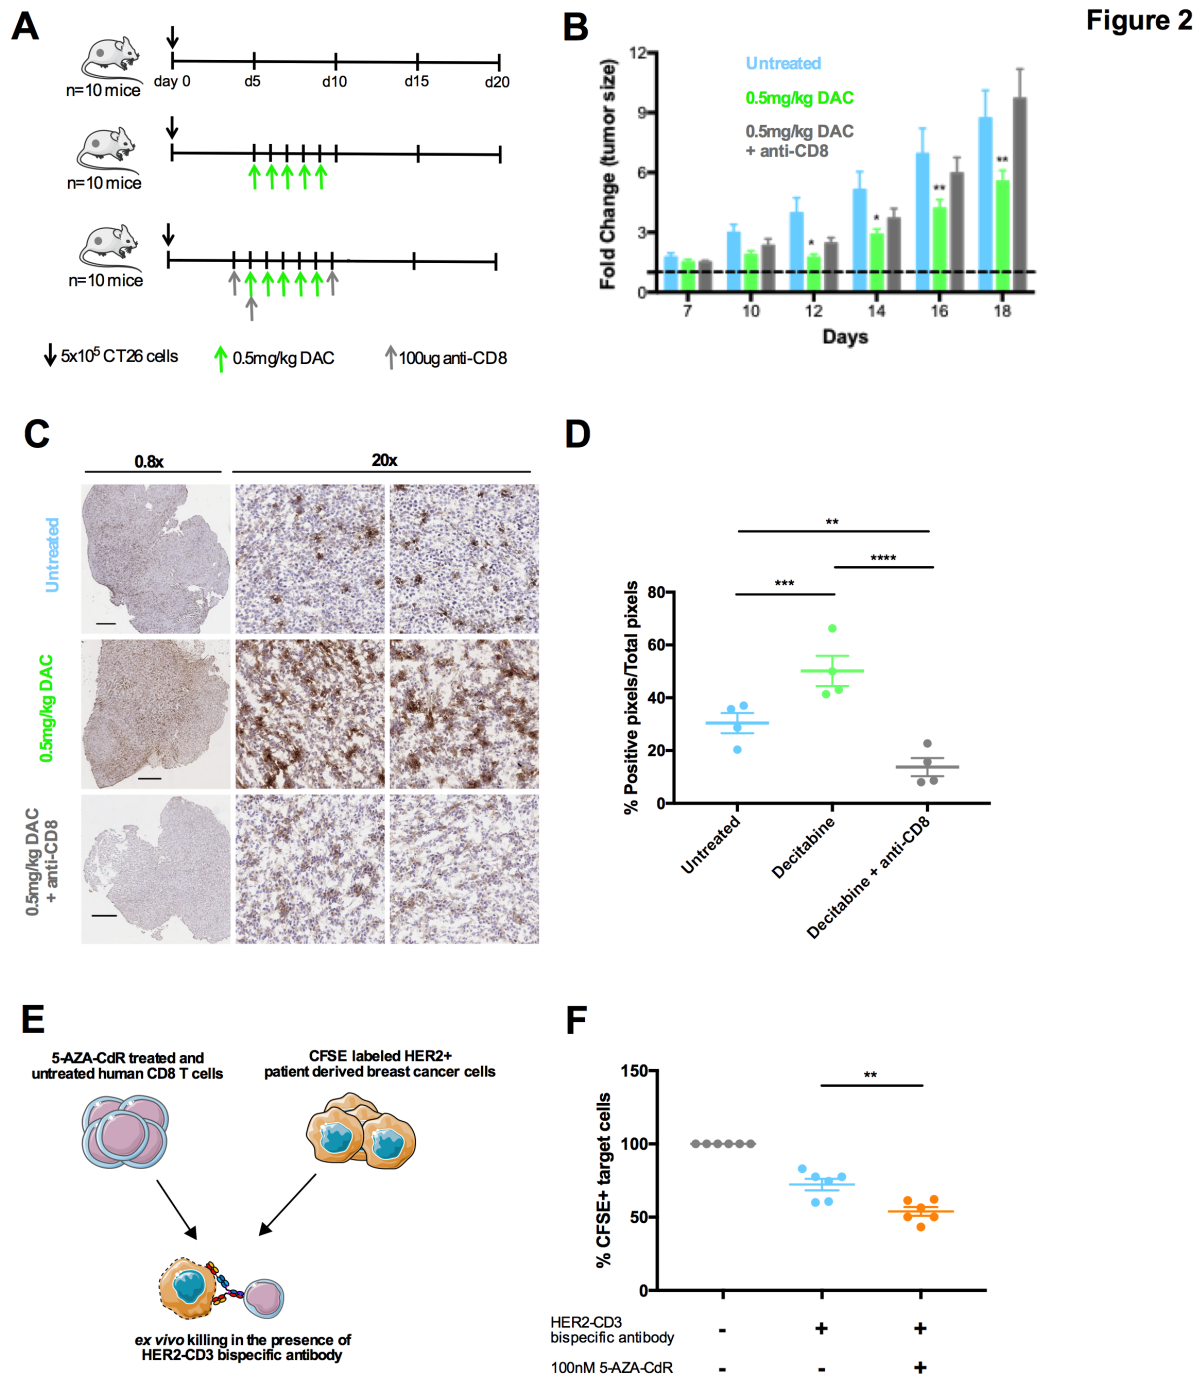 Figure 2
A
n=10 mice
day 0
d5
d10
d15
d20
n=10 mice
n=10 mice
5x10⁵ CT26 cells
0.5mg/kg DAC
100ug anti-CD8
B
Fold Change (tumor size)
12
9
6
3
0
Untreated
0.5mg/kg DAC
0.5mg/kg DAC
+ anti-CD8
*
*
**
**
7
10
12
14
16
18
Days
C
0.8x
20x
Untreated
0.5mg/kg DAC
0.5mg/kg DAC
+ anti-CD8
D
**
****
***
% Positive pixels/Total pixels
80
60
40
20
0
Untreated
Decitabine
Decitabine + anti-CD8
E
5-AZA-CdR treated and
untreated human CD8 T cells
CFSE labeled HER2+
patient derived breast cancer cells
ex vivo killing in the presence of
HER2-CD3 bispecific antibody
F
% CFSE+ target cells
150
100
50
0
**
HER2-CD3
bispecific antibody
- + +
100nM 5-AZA-CdR
- - +